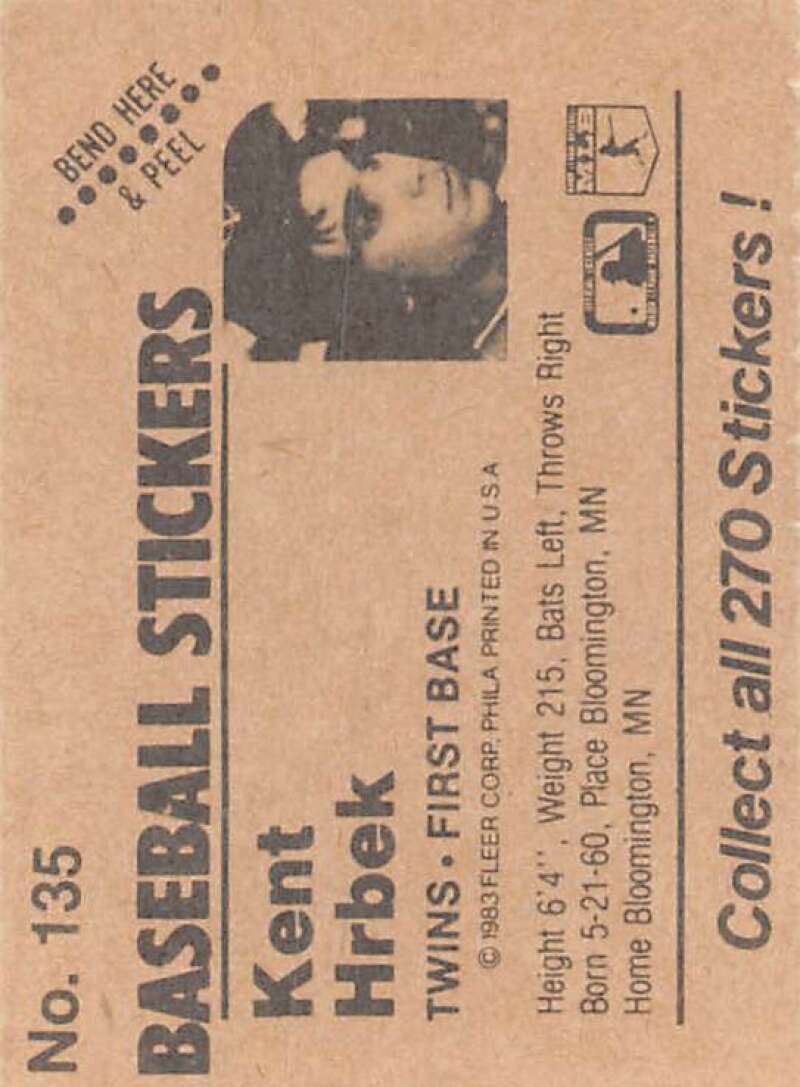 No. 135
BEND HERE
& PEEL
BASEBALL STICKERS
Kent
Hrbek
TWINS • FIRST BASE
© 1983 FLEER CORP. PHILA PRINTED IN U S A
Height 6'4'', Weight 215, Bats Left, Throws Right
Born 5-21-60, Place Bloomington, MN
Home Bloomington, MN
Collect all 270 Stickers!